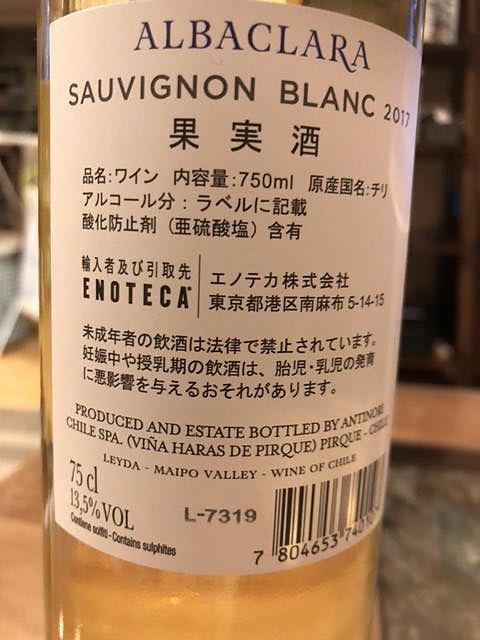 ALBACLARA
SAUVIGNON BLANC 2017
果実酒
品名:ワイン 内容量:750ml 原産国名:チリ
アルコール分:ラベルに記載
酸化防止剤(亜硫酸塩)含有
輸入者及び引取先
ENOTECA
エノテカ株式会社
東京都港区南麻布5-14-15
未成年者の飲酒は法律で禁止されています。
妊娠中や授乳期の飲酒は、胎児・乳児の発育
に悪影響を与えるおそれがあります。
PRODUCED AND ESTATE BOTTLED BY ANTINORI
CHILE SPA. (VIÑA HARAS DE PIRQUE) PIRQUE - CHILE
LEYDA - MAIPO VALLEY - WINE OF CHILE
75 cl
13,5%VOL
Contiene solfiti - Contains sulphites
L-7319
7 804653 7401